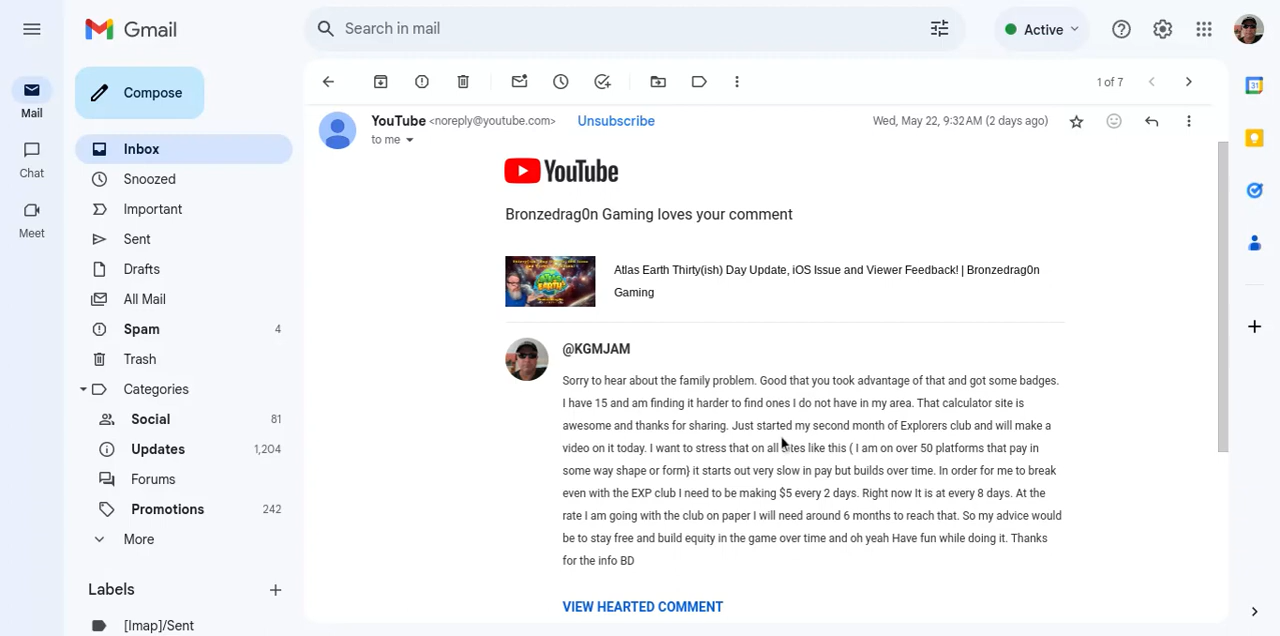 Gmail
Search in mail
Active
Mail
Compose
1 of 7
YouTube <noreply@youtube.com> Unsubscribe
Wed, May 22, 9:32 AM (2 days ago)
to me
Inbox
Chat
Snoozed
Meet
Important
Sent
Drafts
All Mail
Spam 4
Trash
Categories
Social 81
Updates 1,204
Forums
Promotions 242
More
Labels
[Imap]/Sent
YouTube
Bronzedrag0n Gaming loves your comment
Atlas Earth Thirty(ish) Day Update, iOS Issue and Viewer Feedback! | Bronzedrag0n
Gaming
@KGMJAM
Sorry to hear about the family problem. Good that you took advantage of that and got some badges.
I have 15 and am finding it harder to find ones I do not have in my area. That calculator site is
awesome and thanks for sharing. Just started my second month of Explorers club and will make a
video on it today. I want to stress that on all sites like this ( I am on over 50 platforms that pay in
some way shape or form} it starts out very slow in pay but builds over time. In order for me to break
even with the EXP club I need to be making $5 every 2 days. Right now It is at every 8 days. At the
rate I am going with the club on paper I will need around 6 months to reach that. So my advice would
be to stay free and build equity in the game over time and oh yeah Have fun while doing it. Thanks
for the info BD
VIEW HEARTED COMMENT
31